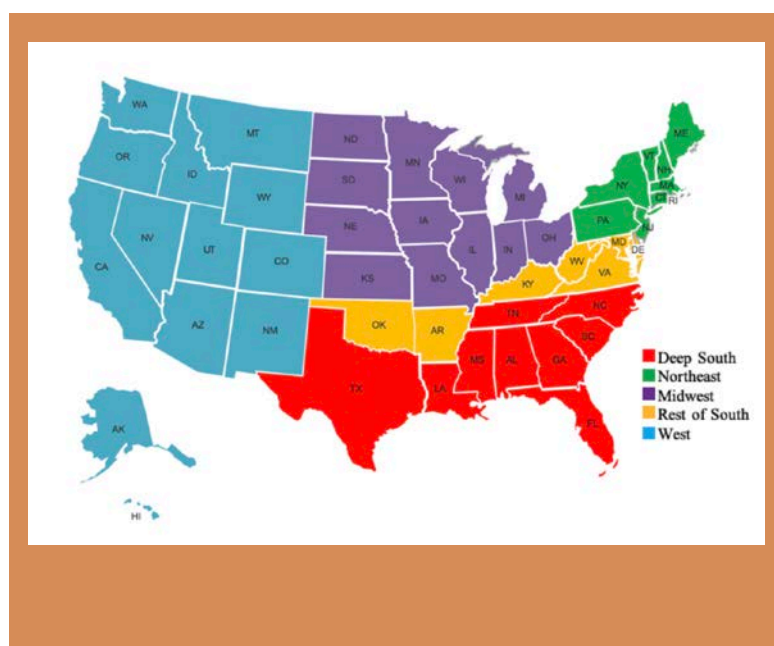 WA
MT
ND
MN
ME
OR
ID
SD
WI
MI
VT
NH
NY
MA
CT
RI
WY
IA
PA
NJ
NE
NV
UT
CO
IL
IN
OH
MD
DE
CA
KS
MO
WV
VA
KY
AZ
NM
OK
AR
TN
NC
SC
MS
AL
GA
TX
LA
FL
AK
HI
Deep South
Northeast
Midwest
Rest of South
West